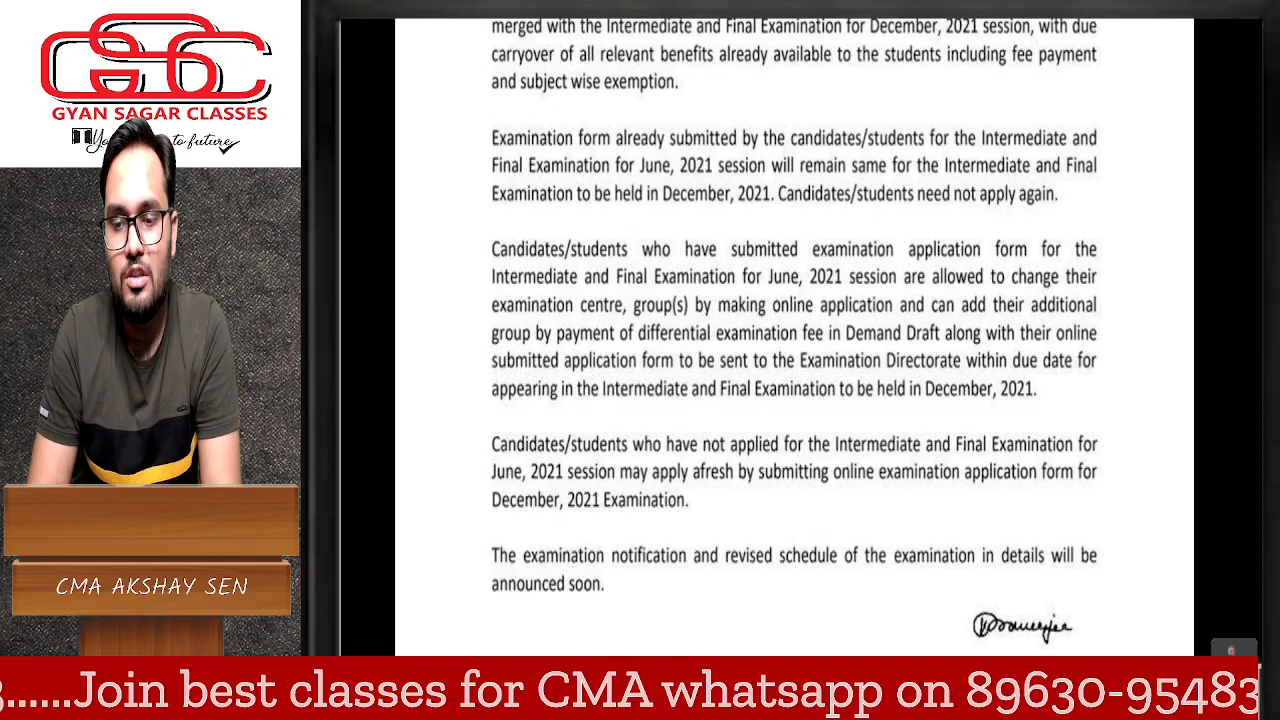 GSC
GYAN SAGAR CLASSES
to future
CMA AKSHAY SEN
merged with the Intermediate and Final Examination for December, 2021 session, with due
carryover of all relevant benefits already available to the students including fee payment
and subject wise exemption.
Examination form already submitted by the candidates/students for the Intermediate and
Final Examination for June, 2021 session will remain same for the Intermediate and Final
Examination to be held in December, 2021. Candidates/students need not apply again.
Candidates/students who have submitted examination application form for the
Intermediate and Final Examination for June, 2021 session are allowed to change their
examination centre, group(s) by making online application and can add their additional
group by payment of differential examination fee in Demand Draft along with their online
submitted application form to be sent to the Examination Directorate within due date for
appearing in the Intermediate and Final Examination to be held in December, 2021.
Candidates/students who have not applied for the Intermediate and Final Examination for
June, 2021 session may apply afresh by submitting online examination application form for
December, 2021 Examination.
The examination notification and revised schedule of the examination in details will be
announced soon.
......Join best classes for CMA whatsapp on 89630-95483